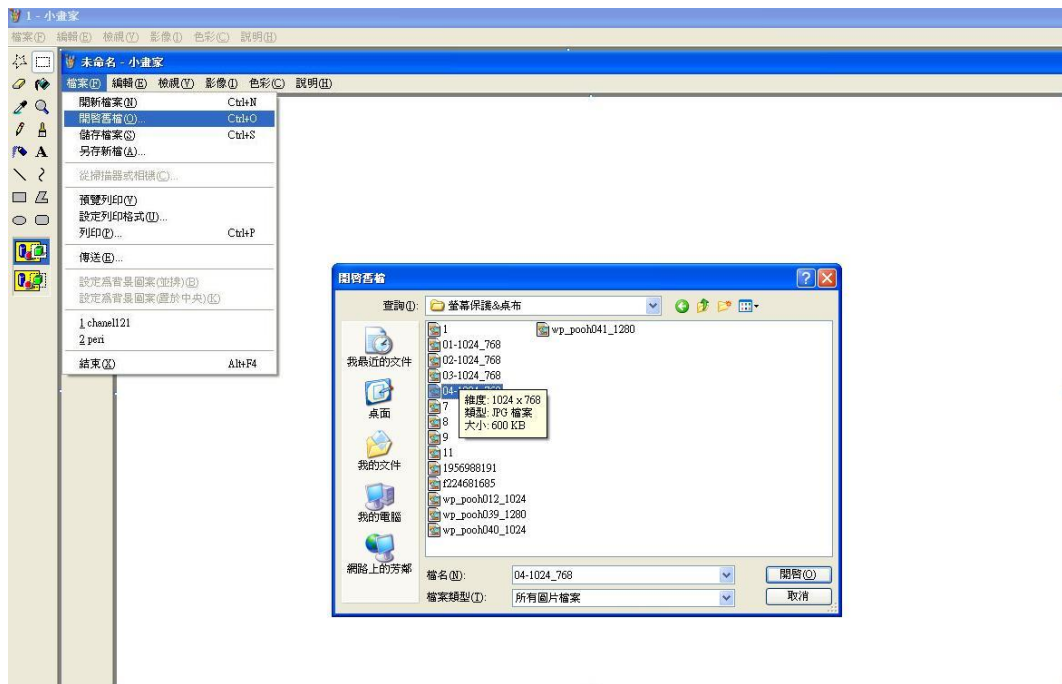 1 - 小畫家
檔案(F) 編輯(E) 檢視(V) 影像(I) 色彩(C) 說明(H)
未命名 - 小畫家
檔案(F) 編輯(E) 檢視(V) 影像(I) 色彩(C) 說明(H)
開新檔案(N) Ctrl+N
開啓舊檔(O)... Ctrl+O
儲存檔案(S) Ctrl+S
另存新檔(A)...
從掃描器或相機(C)...
預覽列印(V)
設定列印格式(U)...
列印(P)... Ctrl+P
傳送(E)...
設定爲背景圖案(並排)(B)
設定爲背景圖案(置於中央)(K)
1 chanel121
2 peri
結束(X) Alt+F4
A
開啓舊檔
查詢(I): 螢幕保護&桌布
我最近的文件
桌面
我的文件
我的電腦
網路上的芳鄰
1
01-1024_768
02-1024_768
03-1024_768
04-1024_768
7
8
9
11
1956988191
f224681685
wp_pooh012_1024
wp_pooh039_1280
wp_pooh040_1024
wp_pooh041_1280
維度: 1024 x 768
類型: JPG 檔案
大小: 600 KB
檔名(N): 04-1024_768 開啓(O)
檔案類型(T): 所有圖片檔案 取消